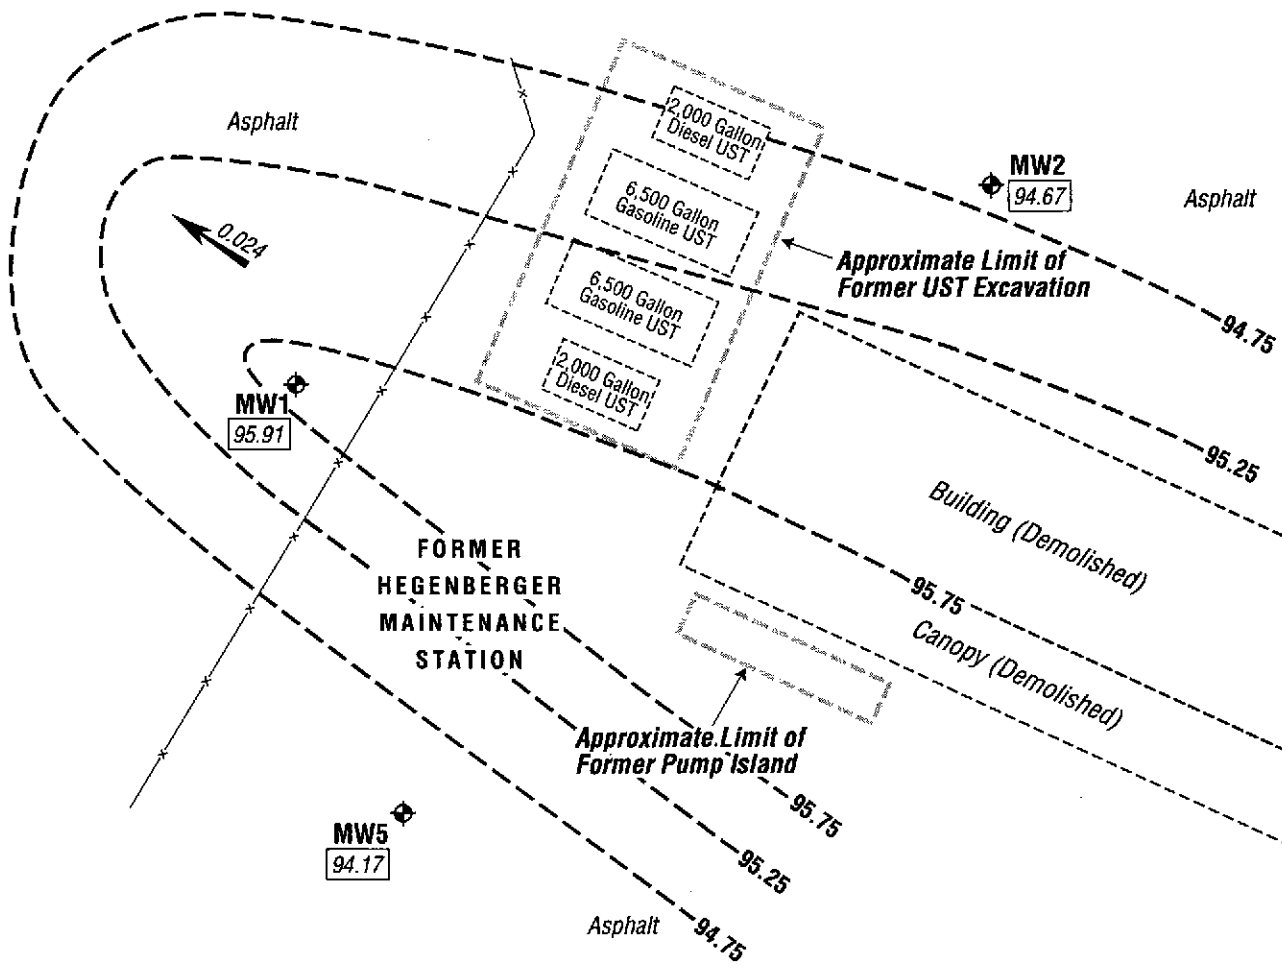 2,000 Gallon
Diesel UST
Asphalt
MW2
94.67
Asphalt
6,500 Gallon
Gasoline UST
0.024
Approximate Limit of
Former UST Excavation
6,500 Gallon
Gasoline UST
94.75
2,000 Gallon
Diesel UST
MW1
95.91
95.25
Building (Demolished)
FORMER
HEGENBERGER
MAINTENANCE
STATION
95.75
Canopy (Demolished)
Approximate Limit of
Former Pump Island
95.75
MW5
94.17
95.25
Asphalt
94.75